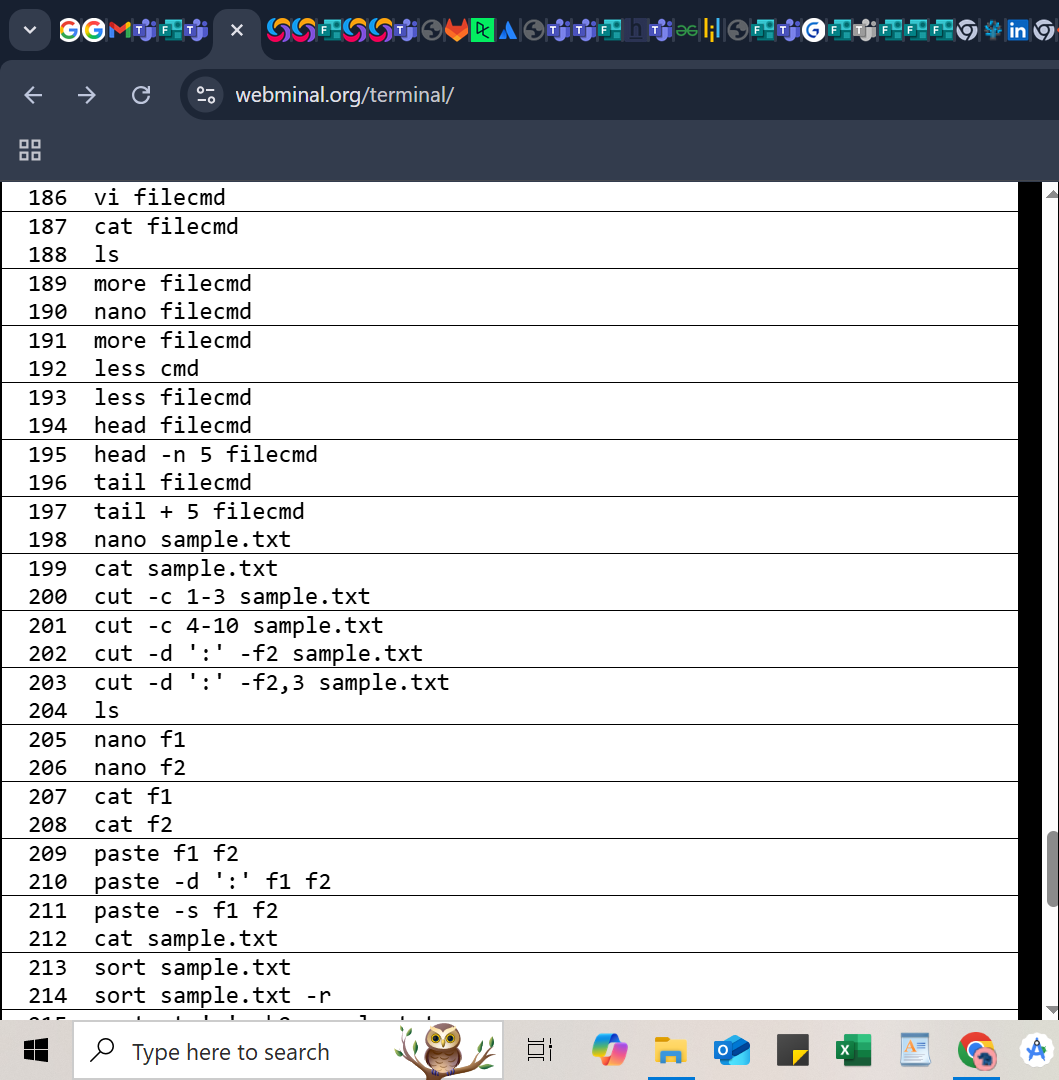 webminal.org/terminal/
186 vi filecmd
187 cat filecmd
188 ls
189 more filecmd
190 nano filecmd
191 more filecmd
192 less cmd
193 less filecmd
194 head filecmd
195 head -n 5 filecmd
196 tail filecmd
197 tail + 5 filecmd
198 nano sample.txt
199 cat sample.txt
200 cut -c 1-3 sample.txt
201 cut -c 4-10 sample.txt
202 cut -d ':' -f2 sample.txt
203 cut -d ':' -f2,3 sample.txt
204 ls
205 nano f1
206 nano f2
207 cat f1
208 cat f2
209 paste f1 f2
210 paste -d ':' f1 f2
211 paste -s f1 f2
212 cat sample.txt
213 sort sample.txt
214 sort sample.txt -r
Type here to search